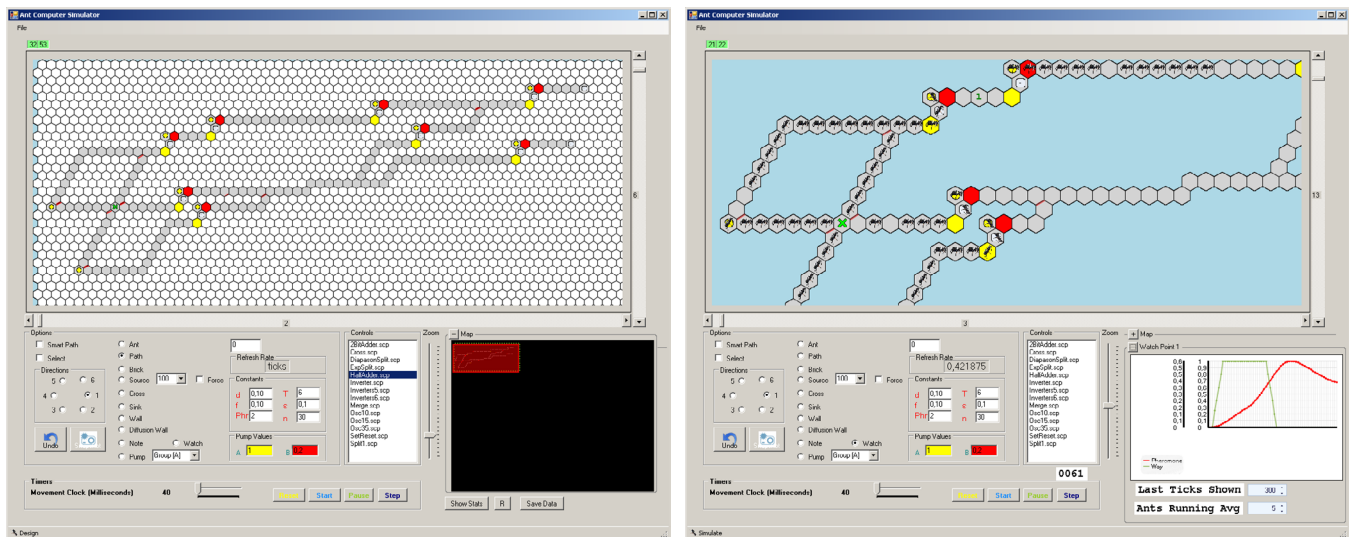 Ant Computer Simulator
File
32|53
6
2
Options
Smart Path
Select
Directions
5 6
4 1
3 2
Undo
Ant
Path
Brick
Source 100 Force
Cross
Sink
Wall
Diffusion Wall
Note Watch
Pump Group (A)
0
Refresh Rate
ticks
Constants
d 0,10 T 6
f 0,10 ε 0,1
Phr 2 n 30
Pump Values
A 1 B 0,2
Controls
2BitAdder.scp
Cross.scp
DiapasonSplit.scp
ExpSplit.scp
HalfAdder.scp
Inverter.scp
Inverters5.scp
Inverters6.scp
Merge.scp
Osc10.scp
Osc15.scp
Osc35.scp
SetReset.scp
Split1.scp
Zoom
Map
Timers
Movement Clock (Milliseconds) 40
Reset Start Pause Step
Show Stats R Save Data
Design
Ant Computer Simulator
File
21|22
1
13
3
Options
Smart Path
Select
Directions
5 6
4 1
3 2
Undo
Ant
Path
Brick
Source 100 Force
Cross
Sink
Wall
Diffusion Wall
Note Watch
Pump Group (A)
0
Refresh Rate
0,421875
Constants
d 0,10 T 6
f 0,10 ε 0,1
Phr 2 n 30
Pump Values
A 1 B 0,2
Controls
2BitAdder.scp
Cross.scp
DiapasonSplit.scp
ExpSplit.scp
HalfAdder.scp
Inverter.scp
Inverters5.scp
Inverters6.scp
Merge.scp
Osc10.scp
Osc15.scp
Osc35.scp
SetReset.scp
Split1.scp
Zoom
Map
Watch Point 1
0,6 1
0,5 0,9
0,1 0
Pheromone
Way
0061
Timers
Movement Clock (Milliseconds) 40
Reset Start Pause Step
Last Ticks Shown 300
Ants Running Avg 5
Simulate